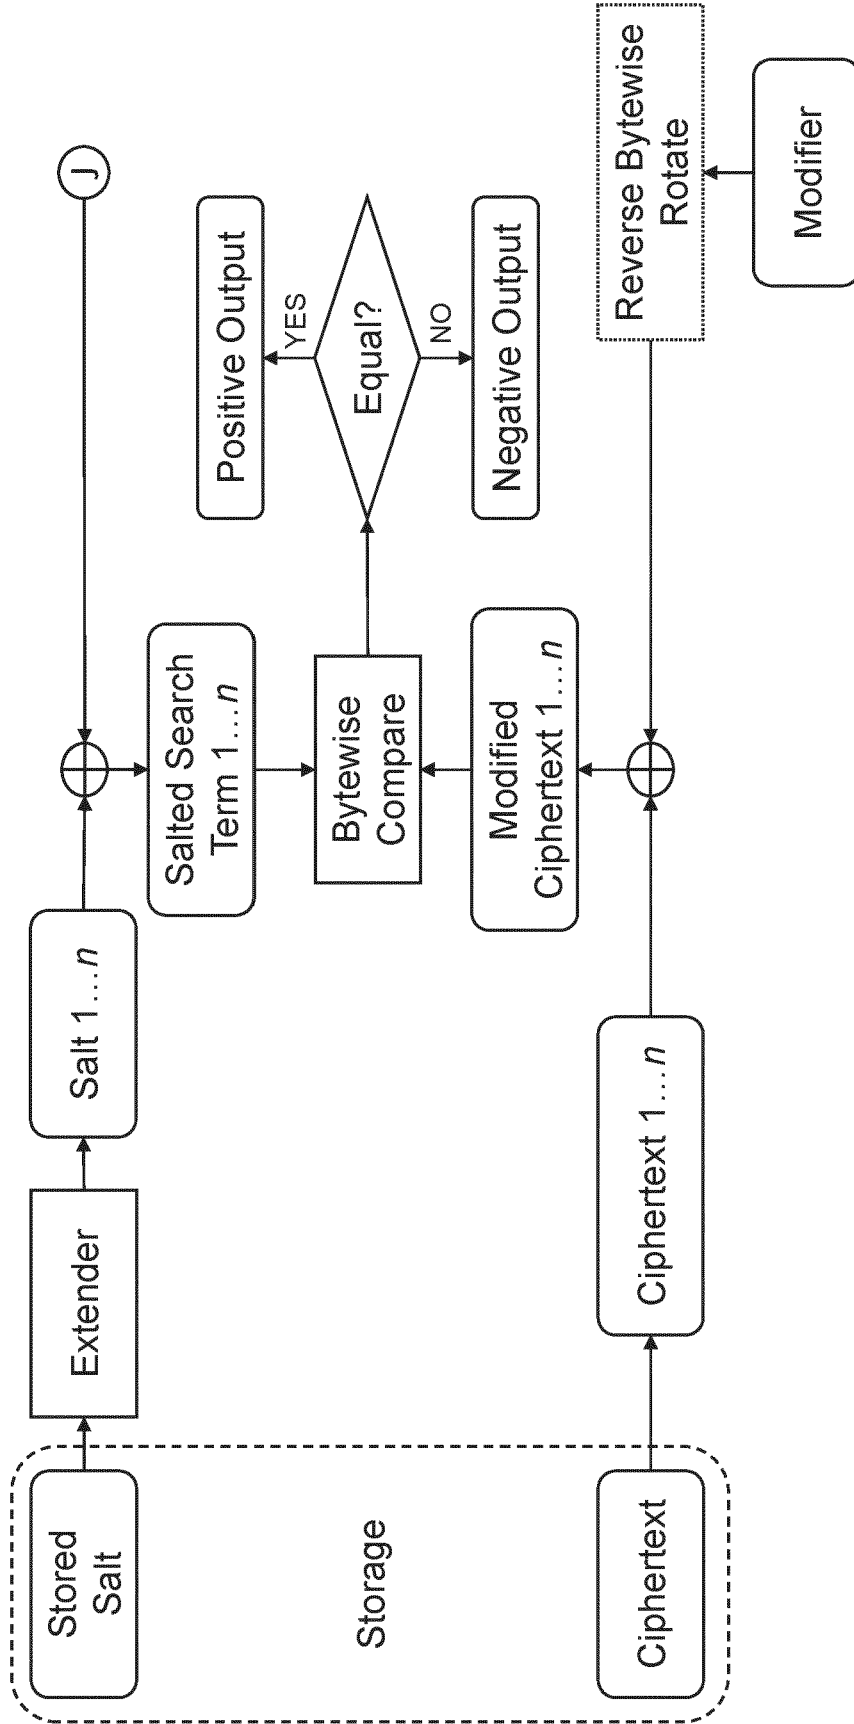 Stored
Salt
Extender
Salt 1…n
J
Salted Search
Term 1…n
Positive Output
YES
Storage
Bytewise
Compare
Equal?
NO
Modified
Ciphertext 1…n
Negative Output
Ciphertext
Ciphertext 1…n
Reverse Bytewise
Rotate
Modifier